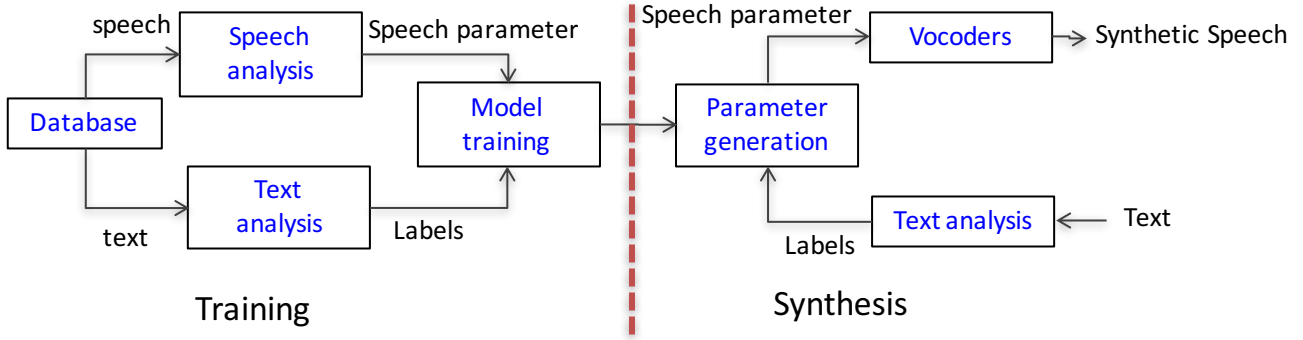 speech
Speech
analysis
Speech parameter
Database
Model
training
Text
analysis
text
Labels
Training
Speech parameter
Vocoders
Synthetic Speech
Parameter
generation
Text analysis
Text
Labels
Synthesis